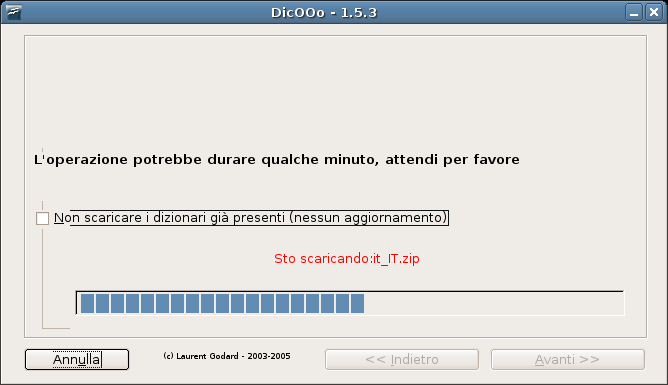 DicOOo - 1.5.3
L'operazione potrebbe durare qualche minuto, attendi per favore
Non scaricare i dizionari già presenti (nessun aggiornamento)
Sto scaricando:it_IT.zip
Annulla
(c) Laurent Godard - 2003-2005
<< Indietro
Avanti >>